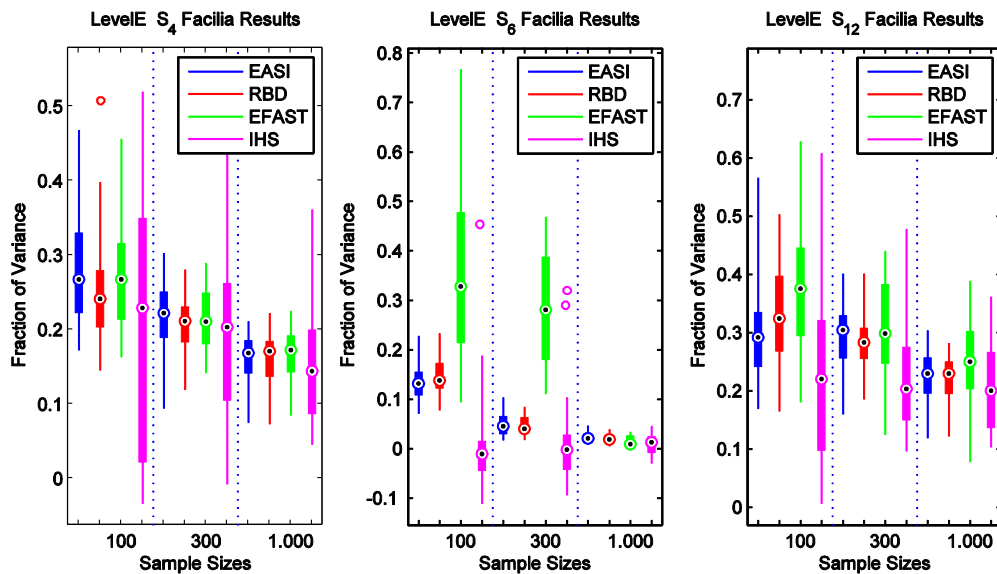 LevelE S4 Facilia Results
Fraction of Variance
0.5
0.4
0.3
0.2
0.1
0
EASI
RBD
EFAST
IHS
100
300
1.000
Sample Sizes
LevelE S6 Facilia Results
Fraction of Variance
0.8
0.7
0.6
0.5
0.4
0.3
0.2
0.1
0
-0.1
EASI
RBD
EFAST
IHS
100
300
1.000
Sample Sizes
LevelE S12 Facilia Results
Fraction of Variance
0.7
0.6
0.5
0.4
0.3
0.2
0.1
0
EASI
RBD
EFAST
IHS
100
300
1.000
Sample Sizes